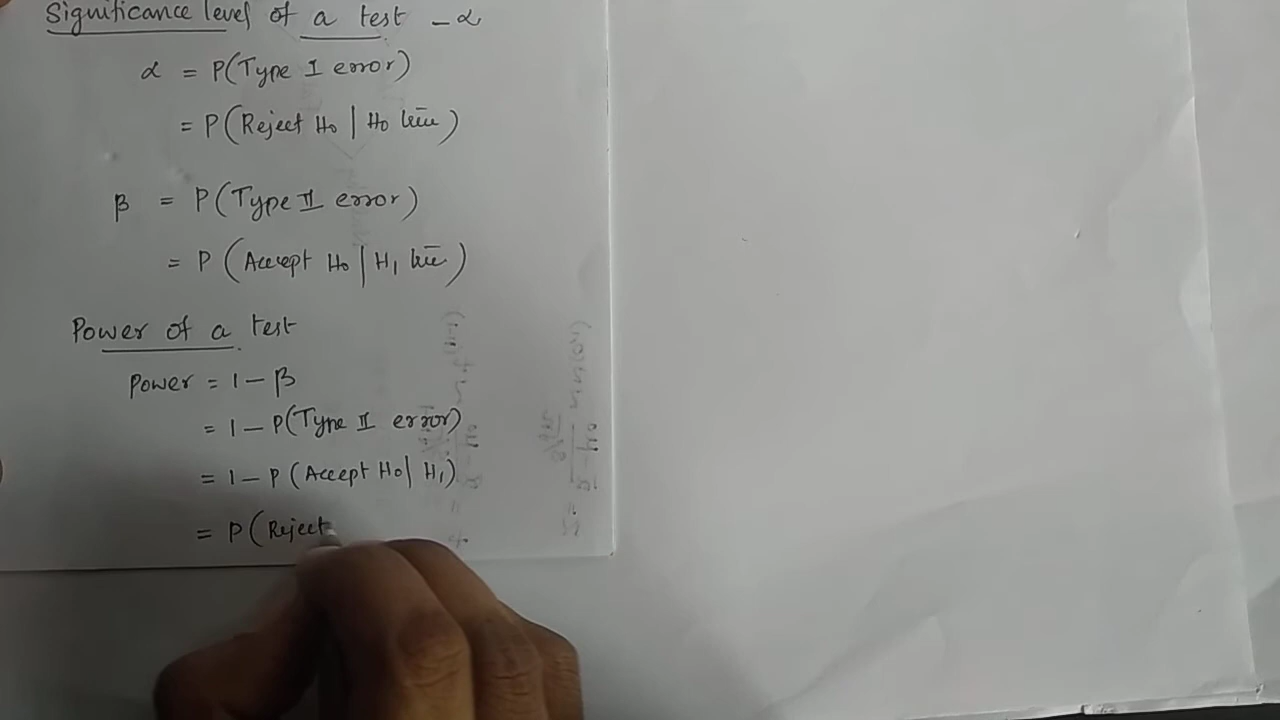 Significance level of a test - α
α = P(Type I error)
= P(Reject H₀ | H₀ true)
β = P(Type II error)
= P(Accept H₀ | H₁ true)
Power of a test
Power = 1 - β
= 1 - P(Type II error)
= 1 - P(Accept H₀ | H₁)
= P(Reject